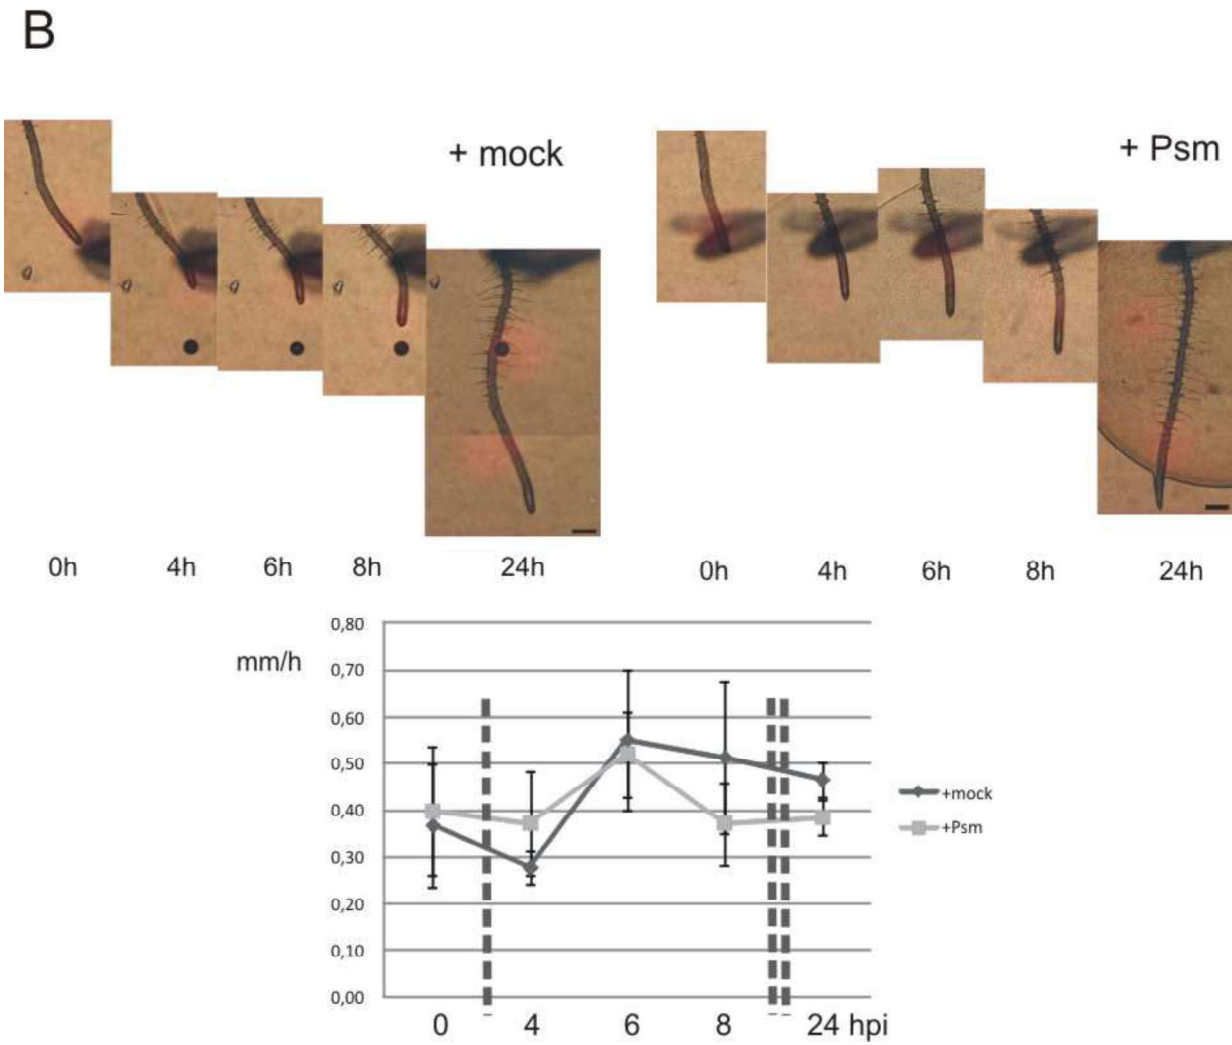 B
+ mock
+ Psm
0h 4h 6h 8h 24h
0h 4h 6h 8h 24h
mm/h
0,80
0,70
0,60
0,50
0,40
0,30
0,20
0,10
0,00
0 4 6 8 24 hpi
+mock
+Psm